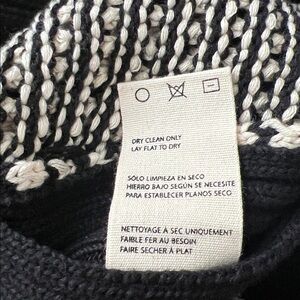 DRY CLEAN ONLY
LAY FLAT TO DRY
SÓLO LIMPIEZA EN SECO
HIERRO BAJO SEGÚN SE NECESITE
PARA ESTABLECER PLANOS SECO
NETTOYAGE À SEC UNIQUEMENT
FAIBLE FER AU BESOIN
FAIRE SÉCHER À PLAT